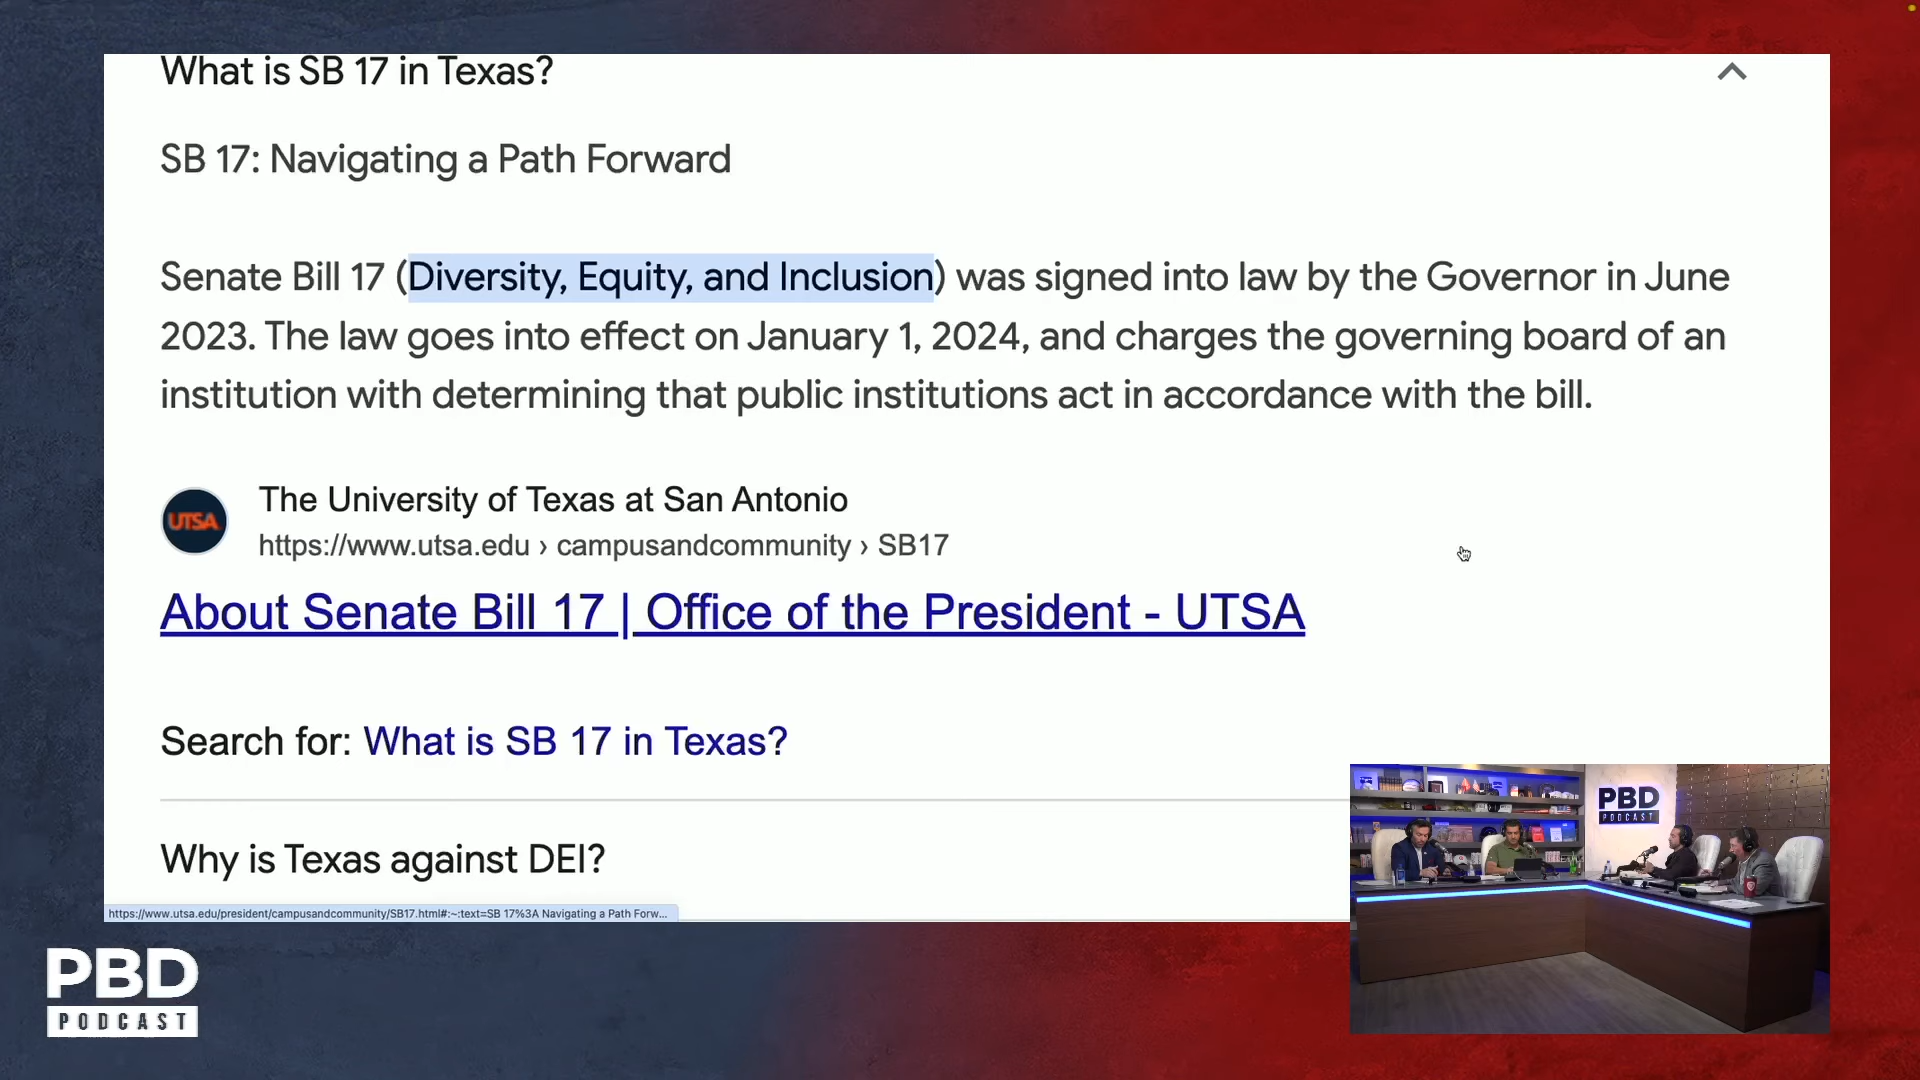 What is SB 17 in Texas?
SB 17: Navigating a Path Forward
Senate Bill 17 (Diversity, Equity, and Inclusion) was signed into law by the Governor in June
2023. The law goes into effect on January 1, 2024, and charges the governing board of an
institution with determining that public institutions act in accordance with the bill.
UTSA
The University of Texas at San Antonio
https://www.utsa.edu › campusandcommunity › SB17
About Senate Bill 17 | Office of the President - UTSA
Search for: What is SB 17 in Texas?
Why is Texas against DEI?
https://www.utsa.edu/president/campusandcommunity/SB17.html#:~:text=SB 17%3A Navigating a Path Forw...
PBD
PODCAST
PBD
PODCAST